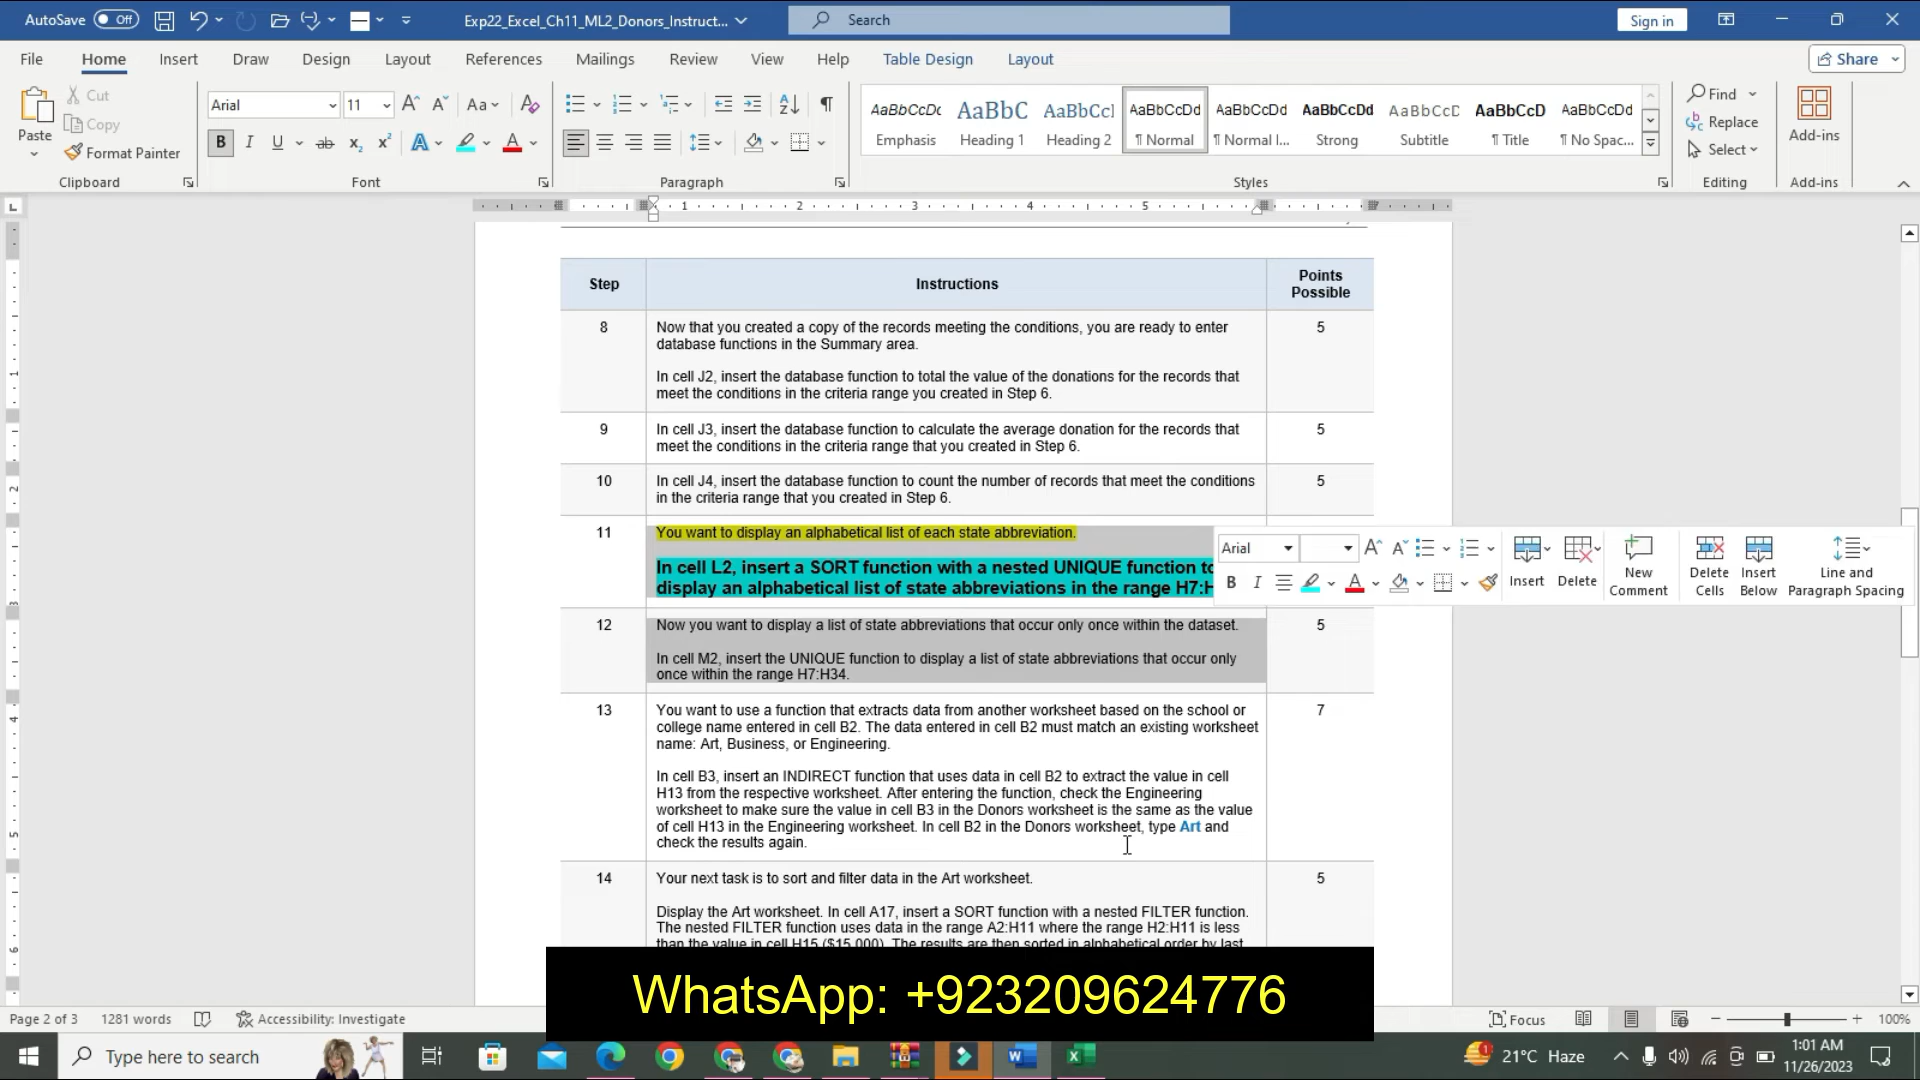 AutoSave Off Exp22_Excel_Ch11_ML2_Donors_Instruct... Search Sign in
File Home Insert Draw Design Layout References Mailings Review View Help Table Design Layout Share
Paste Cut Copy Format Painter
Arial 11
AaBbCcDc AaBbC AaBbCcI AaBbCcDd AaBbCcDd AaBbCcDd AaBbCcD AaBbCcD AaBbCcDd
Emphasis Heading 1 Heading 2 ¶ Normal ¶ Normal I... Strong Subtitle ¶ Title ¶ No Spac...
Find Replace Select Add-ins
Clipboard Font Paragraph Styles Editing Add-ins
1 2 3 4 5
Step Instructions Points Possible
8 Now that you created a copy of the records meeting the conditions, you are ready to enter 5
database functions in the Summary area.
In cell J2, insert the database function to total the value of the donations for the records that
meet the conditions in the criteria range you created in Step 6.
9 In cell J3, insert the database function to calculate the average donation for the records that 5
meet the conditions in the criteria range that you created in Step 6.
10 In cell J4, insert the database function to count the number of records that meet the conditions 5
in the criteria range that you created in Step 6.
11 You want to display an alphabetical list of each state abbreviation.
In cell L2, insert a SORT function with a nested UNIQUE function to
display an alphabetical list of state abbreviations in the range H7:H
Arial
Insert Delete New Comment Delete Cells Insert Below Line and Paragraph Spacing
12 Now you want to display a list of state abbreviations that occur only once within the dataset. 5
In cell M2, insert the UNIQUE function to display a list of state abbreviations that occur only
once within the range H7:H34.
13 You want to use a function that extracts data from another worksheet based on the school or 7
college name entered in cell B2. The data entered in cell B2 must match an existing worksheet
name: Art, Business, or Engineering.
In cell B3, insert an INDIRECT function that uses data in cell B2 to extract the value in cell
H13 from the respective worksheet. After entering the function, check the Engineering
worksheet to make sure the value in cell B3 in the Donors worksheet is the same as the value
of cell H13 in the Engineering worksheet. In cell B2 in the Donors worksheet, type Art and
check the results again.
14 Your next task is to sort and filter data in the Art worksheet. 5
Display the Art worksheet. In cell A17, insert a SORT function with a nested FILTER function.
The nested FILTER function uses data in the range A2:H11 where the range H2:H11 is less
than the value in cell H15 ($15,000). The results are then sorted in alphabetical order by last
WhatsApp: +923209624776
Page 2 of 3 1281 words Accessibility: Investigate Focus 100%
Type here to search 21°C Haze 1:01 AM
11/26/2023